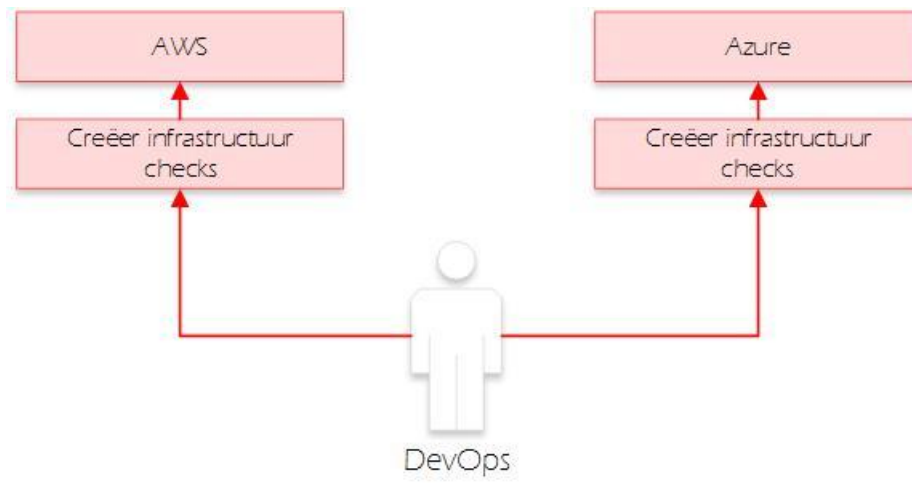 AWS
Azure
Creëer infrastructuur
checks
Creëer infrastructuur
checks
DevOps